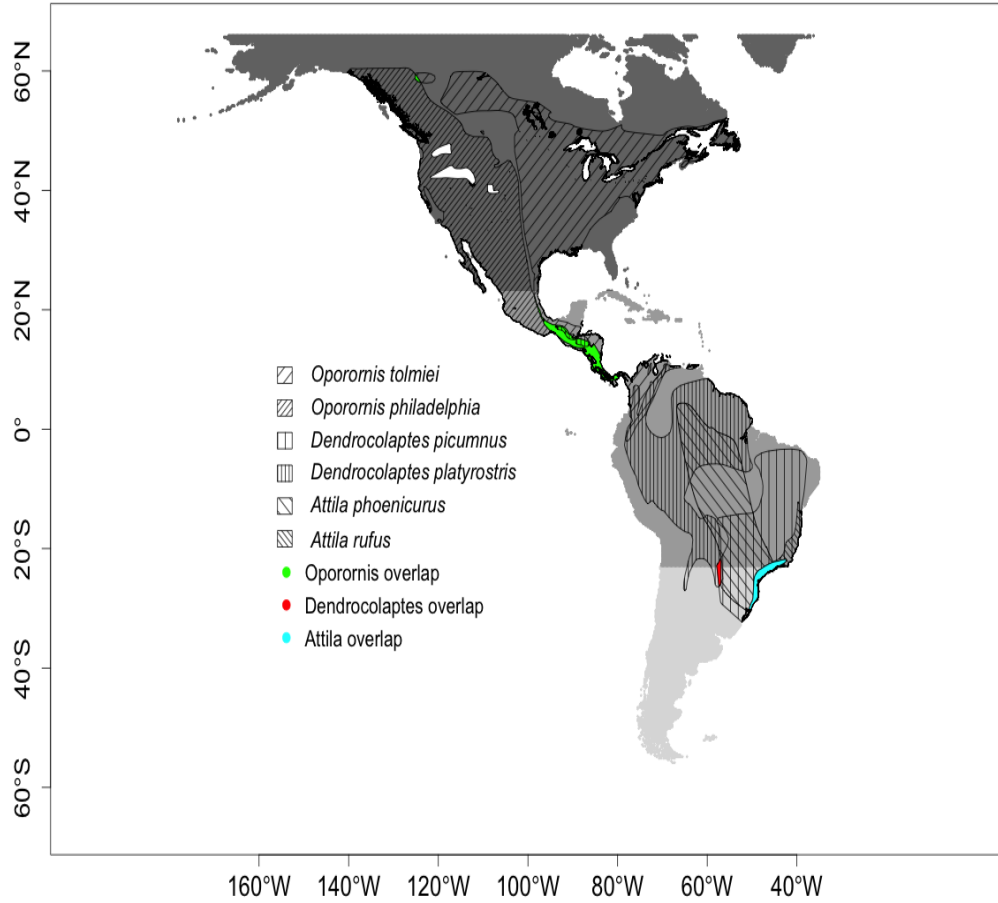 60°N
40°N
20°N
0°
20°S
40°S
60°S
Oporornis tolmiei
Oporornis philadelphia
Dendrocolaptes picumnus
Dendrocolaptes platyrostris
Attila phoenicurus
Attila rufus
Oporornis overlap
Dendrocolaptes overlap
Attila overlap
160°W 140°W 120°W 100°W 80°W 60°W 40°W